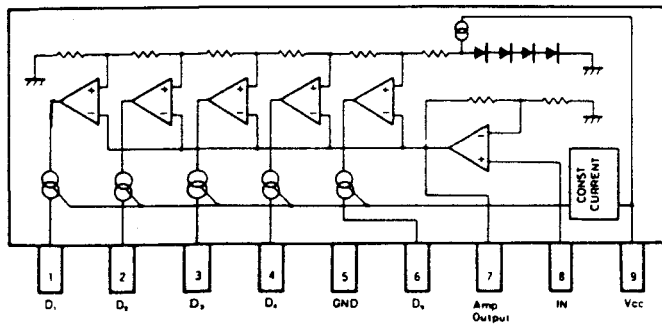 + + + + +
- - - - -
-
+
CONST
CURRENT
1 2 3 4 5 6 7 8 9
D₁ D₂ D₃ D₄ GND D₅ Amp Output IN Vcc